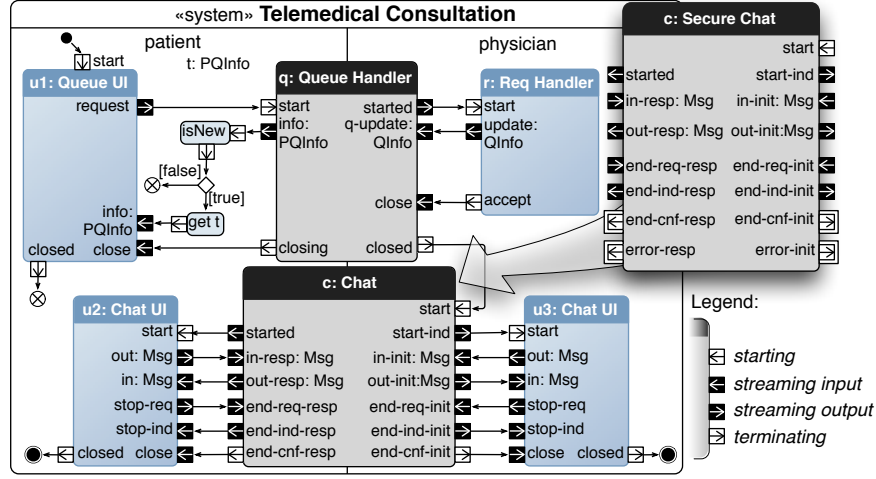 «system» Telemedical Consultation
patient
physician
start
t: PQInfo
u1: Queue UI
request
info:
PQInfo
closed
close
isNew
[false]
[true]
get t
q: Queue Handler
start
started
info:
PQInfo
q-update:
QInfo
close
closing
closed
r: Req Handler
start
update:
QInfo
accept
c: Secure Chat
start
started
start-ind
in-resp: Msg
in-init: Msg
out-resp: Msg
out-init:Msg
end-req-resp
end-req-init
end-ind-resp
end-ind-init
end-cnf-resp
end-cnf-init
error-resp
error-init
u2: Chat UI
start
out: Msg
in: Msg
stop-req
stop-ind
closed
close
c: Chat
start
started
start-ind
in-resp: Msg
in-init: Msg
out-resp: Msg
out-init:Msg
end-req-resp
end-req-init
end-ind-resp
end-ind-init
end-cnf-resp
end-cnf-init
u3: Chat UI
start
out: Msg
in: Msg
stop-req
stop-ind
close
closed
Legend:
starting
streaming input
streaming output
terminating